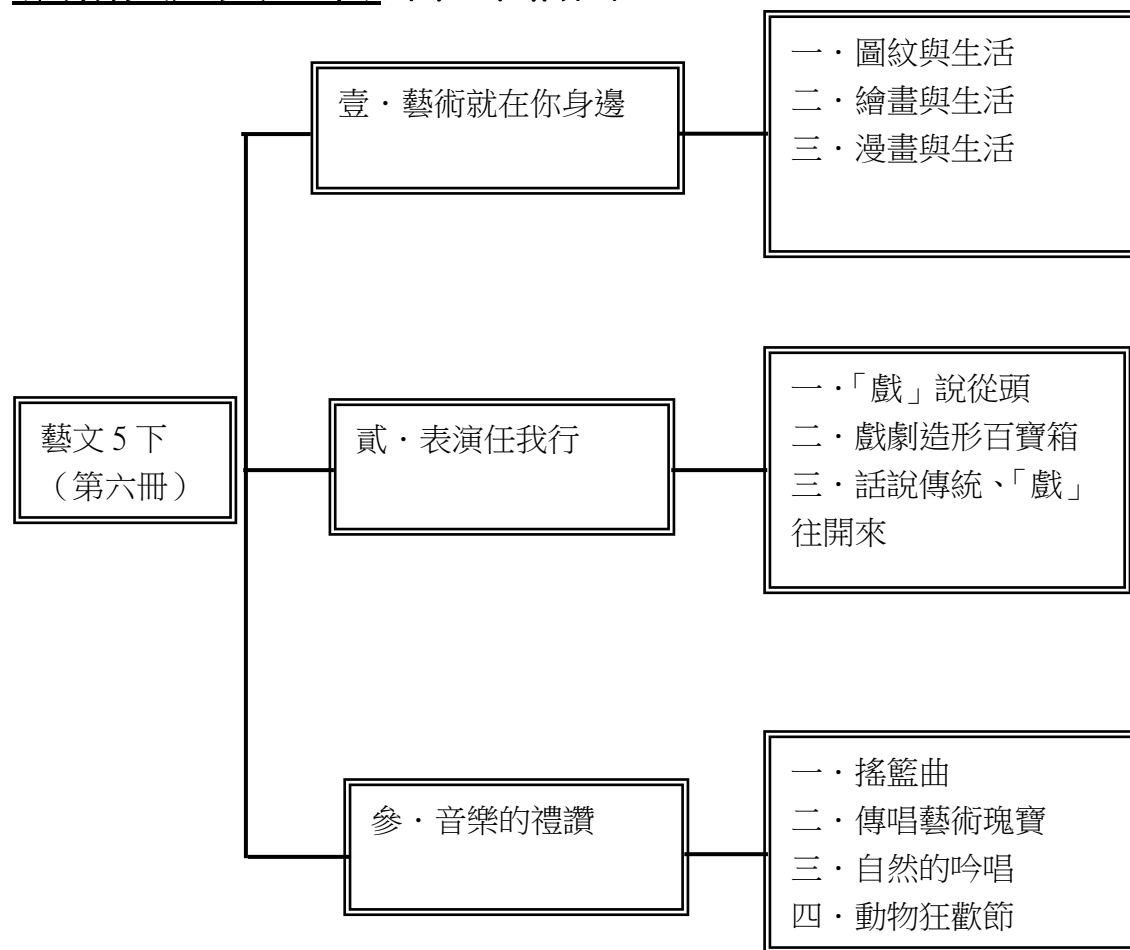 壹．藝術就在你身邊
一．圖紋與生活
二．繪畫與生活
三．漫畫與生活
藝文 5 下
（第六冊）
貳．表演任我行
一．「戲」說從頭
二．戲劇造形百寶箱
三．話說傳統、「戲」
往開來
參．音樂的禮讚
一．搖籃曲
二．傳唱藝術瑰寶
三．自然的吟唱
四．動物狂歡節